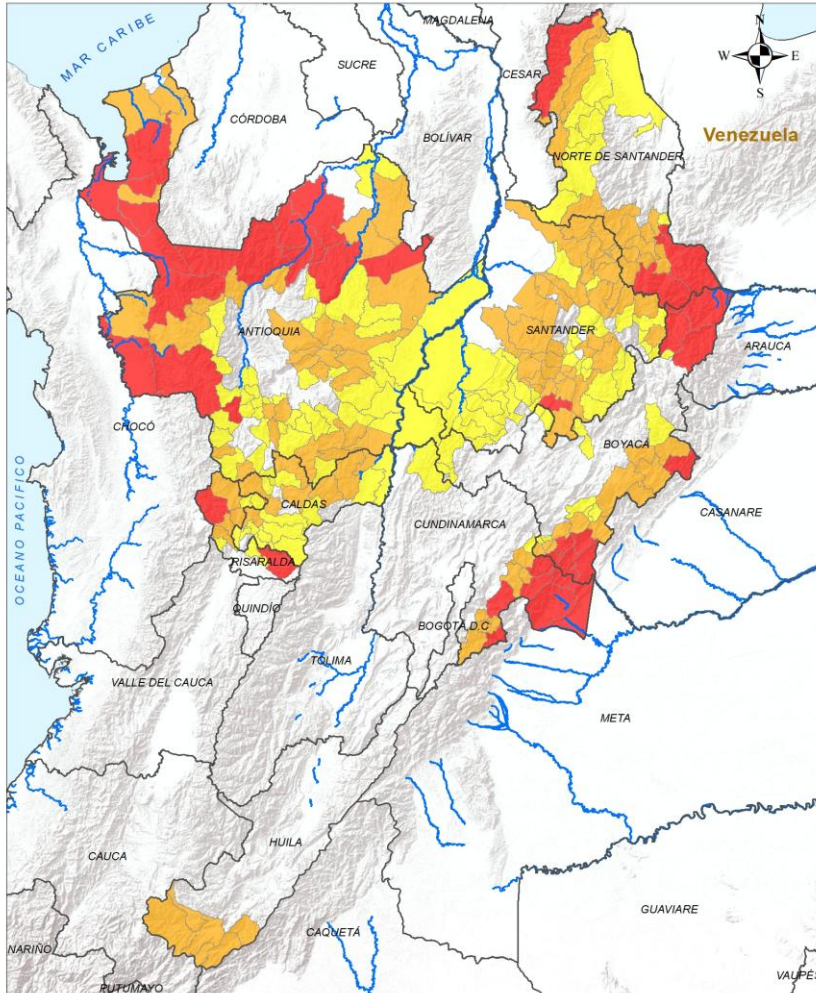 MAGDALENA
N
MAR CARIBE
SUCRE
CESAR
W
E
S
CÓRDOBA
BOLÍVAR
Venezuela
NORTE DE SANTANDER
ANTIOQUIA
SANTANDER
ARAUCA
CHOCÓ
BOYACÁ
OCEANO PACIFICO
CALDAS
CUNDINAMARCA
CASANARE
RISARALDA
QUINDÍO
BOGOTÁ, D.C
TOLIMA
VALLE DEL CAUCA
META
HUILA
CAUCA
GUAVIARE
CAQUETÁ
NARIÑO
PUTUMAYO
VAUPÉS